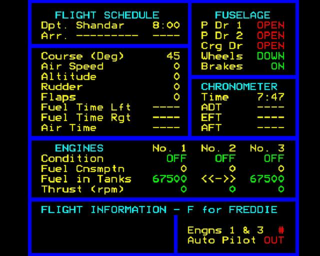 FLIGHT SCHEDULE
Dpt. Shandar 8:00
Arr. --------- ----
Course (Deg) 45
Air Speed 0
Altitude 0
Rudder 0
Flaps 0
Fuel Time Lft ----
Fuel Time Rgt ----
Air Time ----
FUSELAGE
P Dr 1 OPEN
P Dr 2 OPEN
Crg Dr OPEN
Wheels DOWN
Brakes ON
CHRONOMETER
Time 7:47
ADT ----
EFT ----
AFT ----
ENGINES No. 1 No. 2 No. 3
Condition OFF OFF OFF
Fuel Cnsmptn 0 0 0
Fuel in Tanks 67500 <<->> 67500
Thrust (rpm) 0 0 0
FLIGHT INFORMATION - F for FREDDIE
Engns 1 & 3 #
Auto Pilot OUT